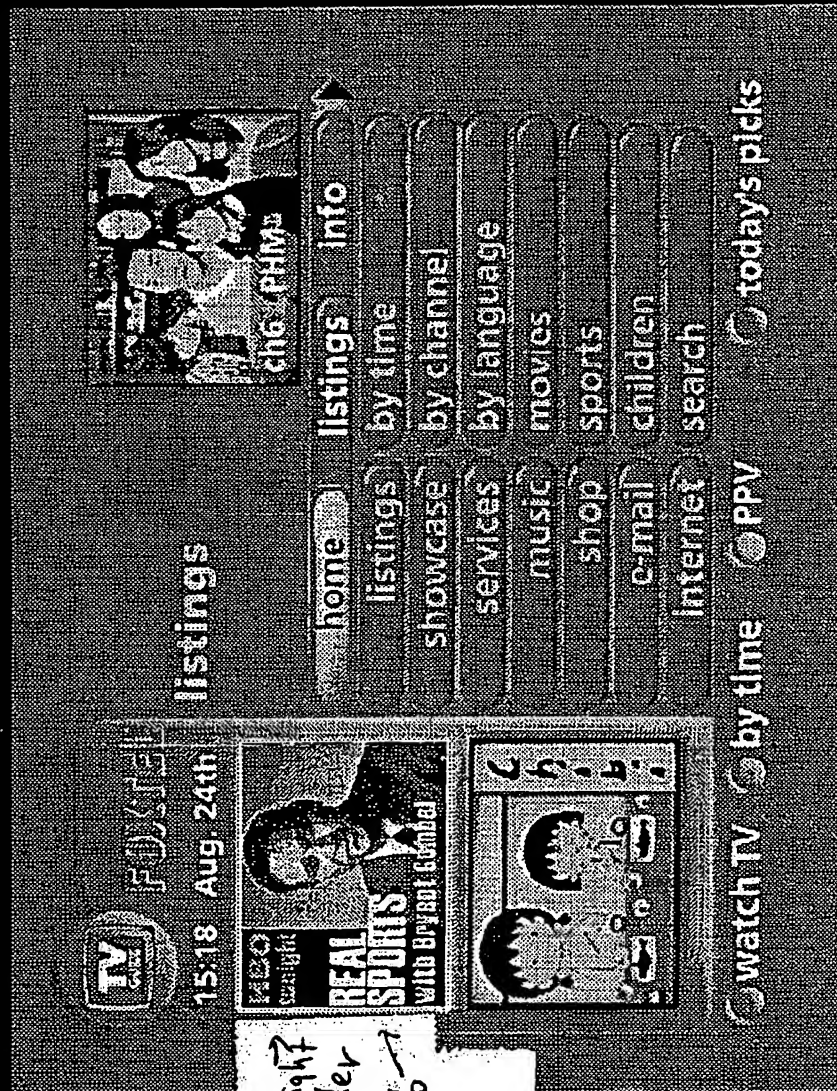 TV
GUIDE
FOXTEL
15:18 Aug. 24th
listings
ch6
HBO
tonight
REAL
SPORTS
with Bryant Gumbel
home listings info
listings by time
showcase by channel
services by language
music movies
shop sports
e-mail children
internet search
watch TV by time PPV today's picks